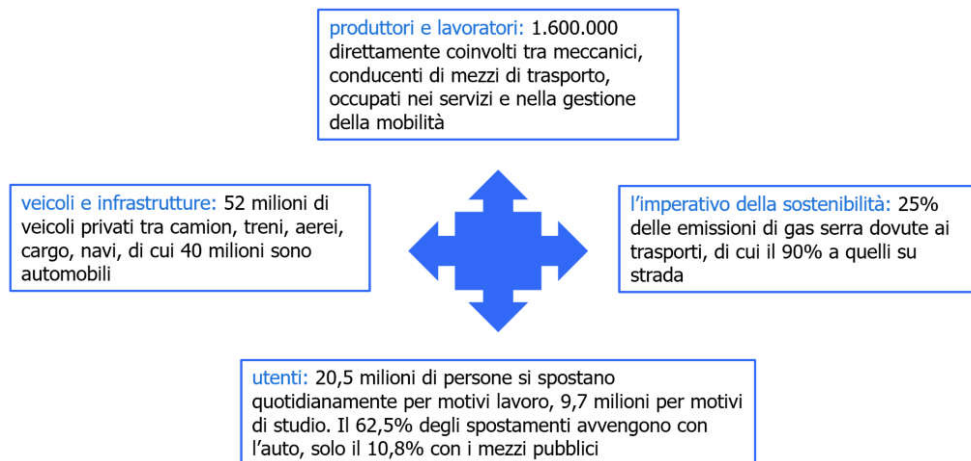 produttori e lavoratori: 1.600.000
direttamente coinvolti tra meccanici,
conducenti di mezzi di trasporto,
occupati nei servizi e nella gestione
della mobilità
veicoli e infrastrutture: 52 milioni di
veicoli privati tra camion, treni, aerei,
cargo, navi, di cui 40 milioni sono
automobili
l’imperativo della sostenibilità: 25%
delle emissioni di gas serra dovute ai
trasporti, di cui il 90% a quelli su
strada
utenti: 20,5 milioni di persone si spostano
quotidianamente per motivi lavoro, 9,7 milioni per motivi
di studio. Il 62,5% degli spostamenti avvengono con
l’auto, solo il 10,8% con i mezzi pubblici